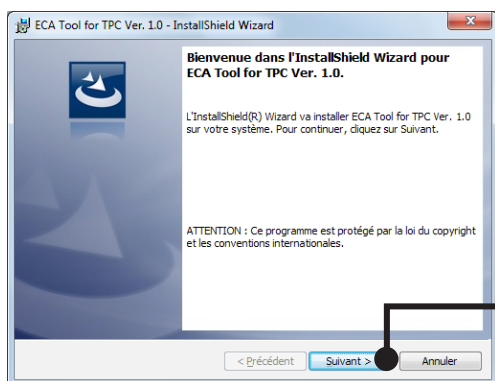 ECA Tool for TPC Ver. 1.0 - InstallShield Wizard
Bienvenue dans l'InstallShield Wizard pour
ECA Tool for TPC Ver. 1.0.
L'InstallShield(R) Wizard va installer ECA Tool for TPC Ver. 1.0
sur votre système. Pour continuer, cliquez sur Suivant.
ATTENTION : Ce programme est protégé par la loi du copyright
et les conventions internationales.
< Précédent Suivant > Annuler